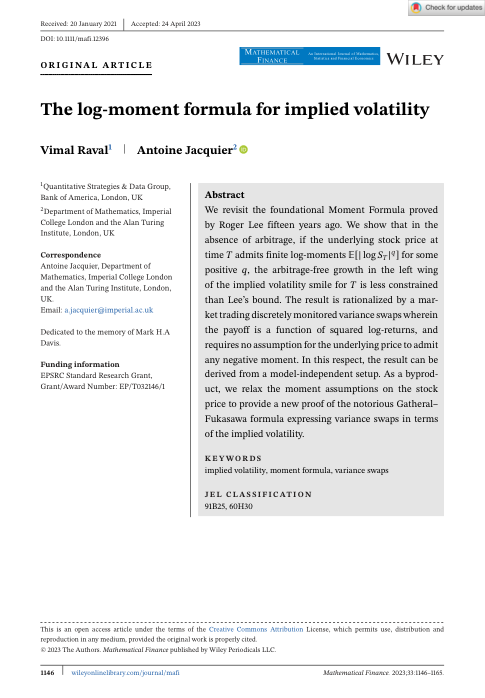 Check for updates
Received: 20 January 2021 | Accepted: 24 April 2023
DOI: 10.1111/mafi.12396
ORIGINAL ARTICLE
MATHEMATICAL FINANCE
An International Journal of Mathematics, Statistics and Financial Economics
WILEY
The log-moment formula for implied volatility
Vimal Raval1 | Antoine Jacquier2 iD
1Quantitative Strategies & Data Group,
Bank of America, London, UK
2Department of Mathematics, Imperial
College London and the Alan Turing
Institute, London, UK
Correspondence
Antoine Jacquier, Department of
Mathematics, Imperial College London
and the Alan Turing Institute, London,
UK.
Email: a.jacquier@imperial.ac.uk
Dedicated to the memory of Mark H.A
Davis.
Funding information
EPSRC Standard Research Grant,
Grant/Award Number: EP/T032146/1
Abstract
We revisit the foundational Moment Formula proved
by Roger Lee fifteen years ago. We show that in the
absence of arbitrage, if the underlying stock price at
time T admits finite log-moments 𝔼[| log S_T|^q] for some
positive q, the arbitrage-free growth in the left wing
of the implied volatility smile for T is less constrained
than Lee's bound. The result is rationalized by a mar-
ket trading discretely monitored variance swaps wherein
the payoff is a function of squared log-returns, and
requires no assumption for the underlying price to admit
any negative moment. In this respect, the result can be
derived from a model-independent setup. As a byprod-
uct, we relax the moment assumptions on the stock
price to provide a new proof of the notorious Gatheral–
Fukasawa formula expressing variance swaps in terms
of the implied volatility.
KEYWORDS
implied volatility, moment formula, variance swaps
JEL CLASSIFICATION
91B25, 60H30
This is an open access article under the terms of the Creative Commons Attribution License, which permits use, distribution and
reproduction in any medium, provided the original work is properly cited.
© 2023 The Authors. Mathematical Finance published by Wiley Periodicals LLC.
1146 | wileyonlinelibrary.com/journal/mafi
Mathematical Finance. 2023;33:1146–1165.